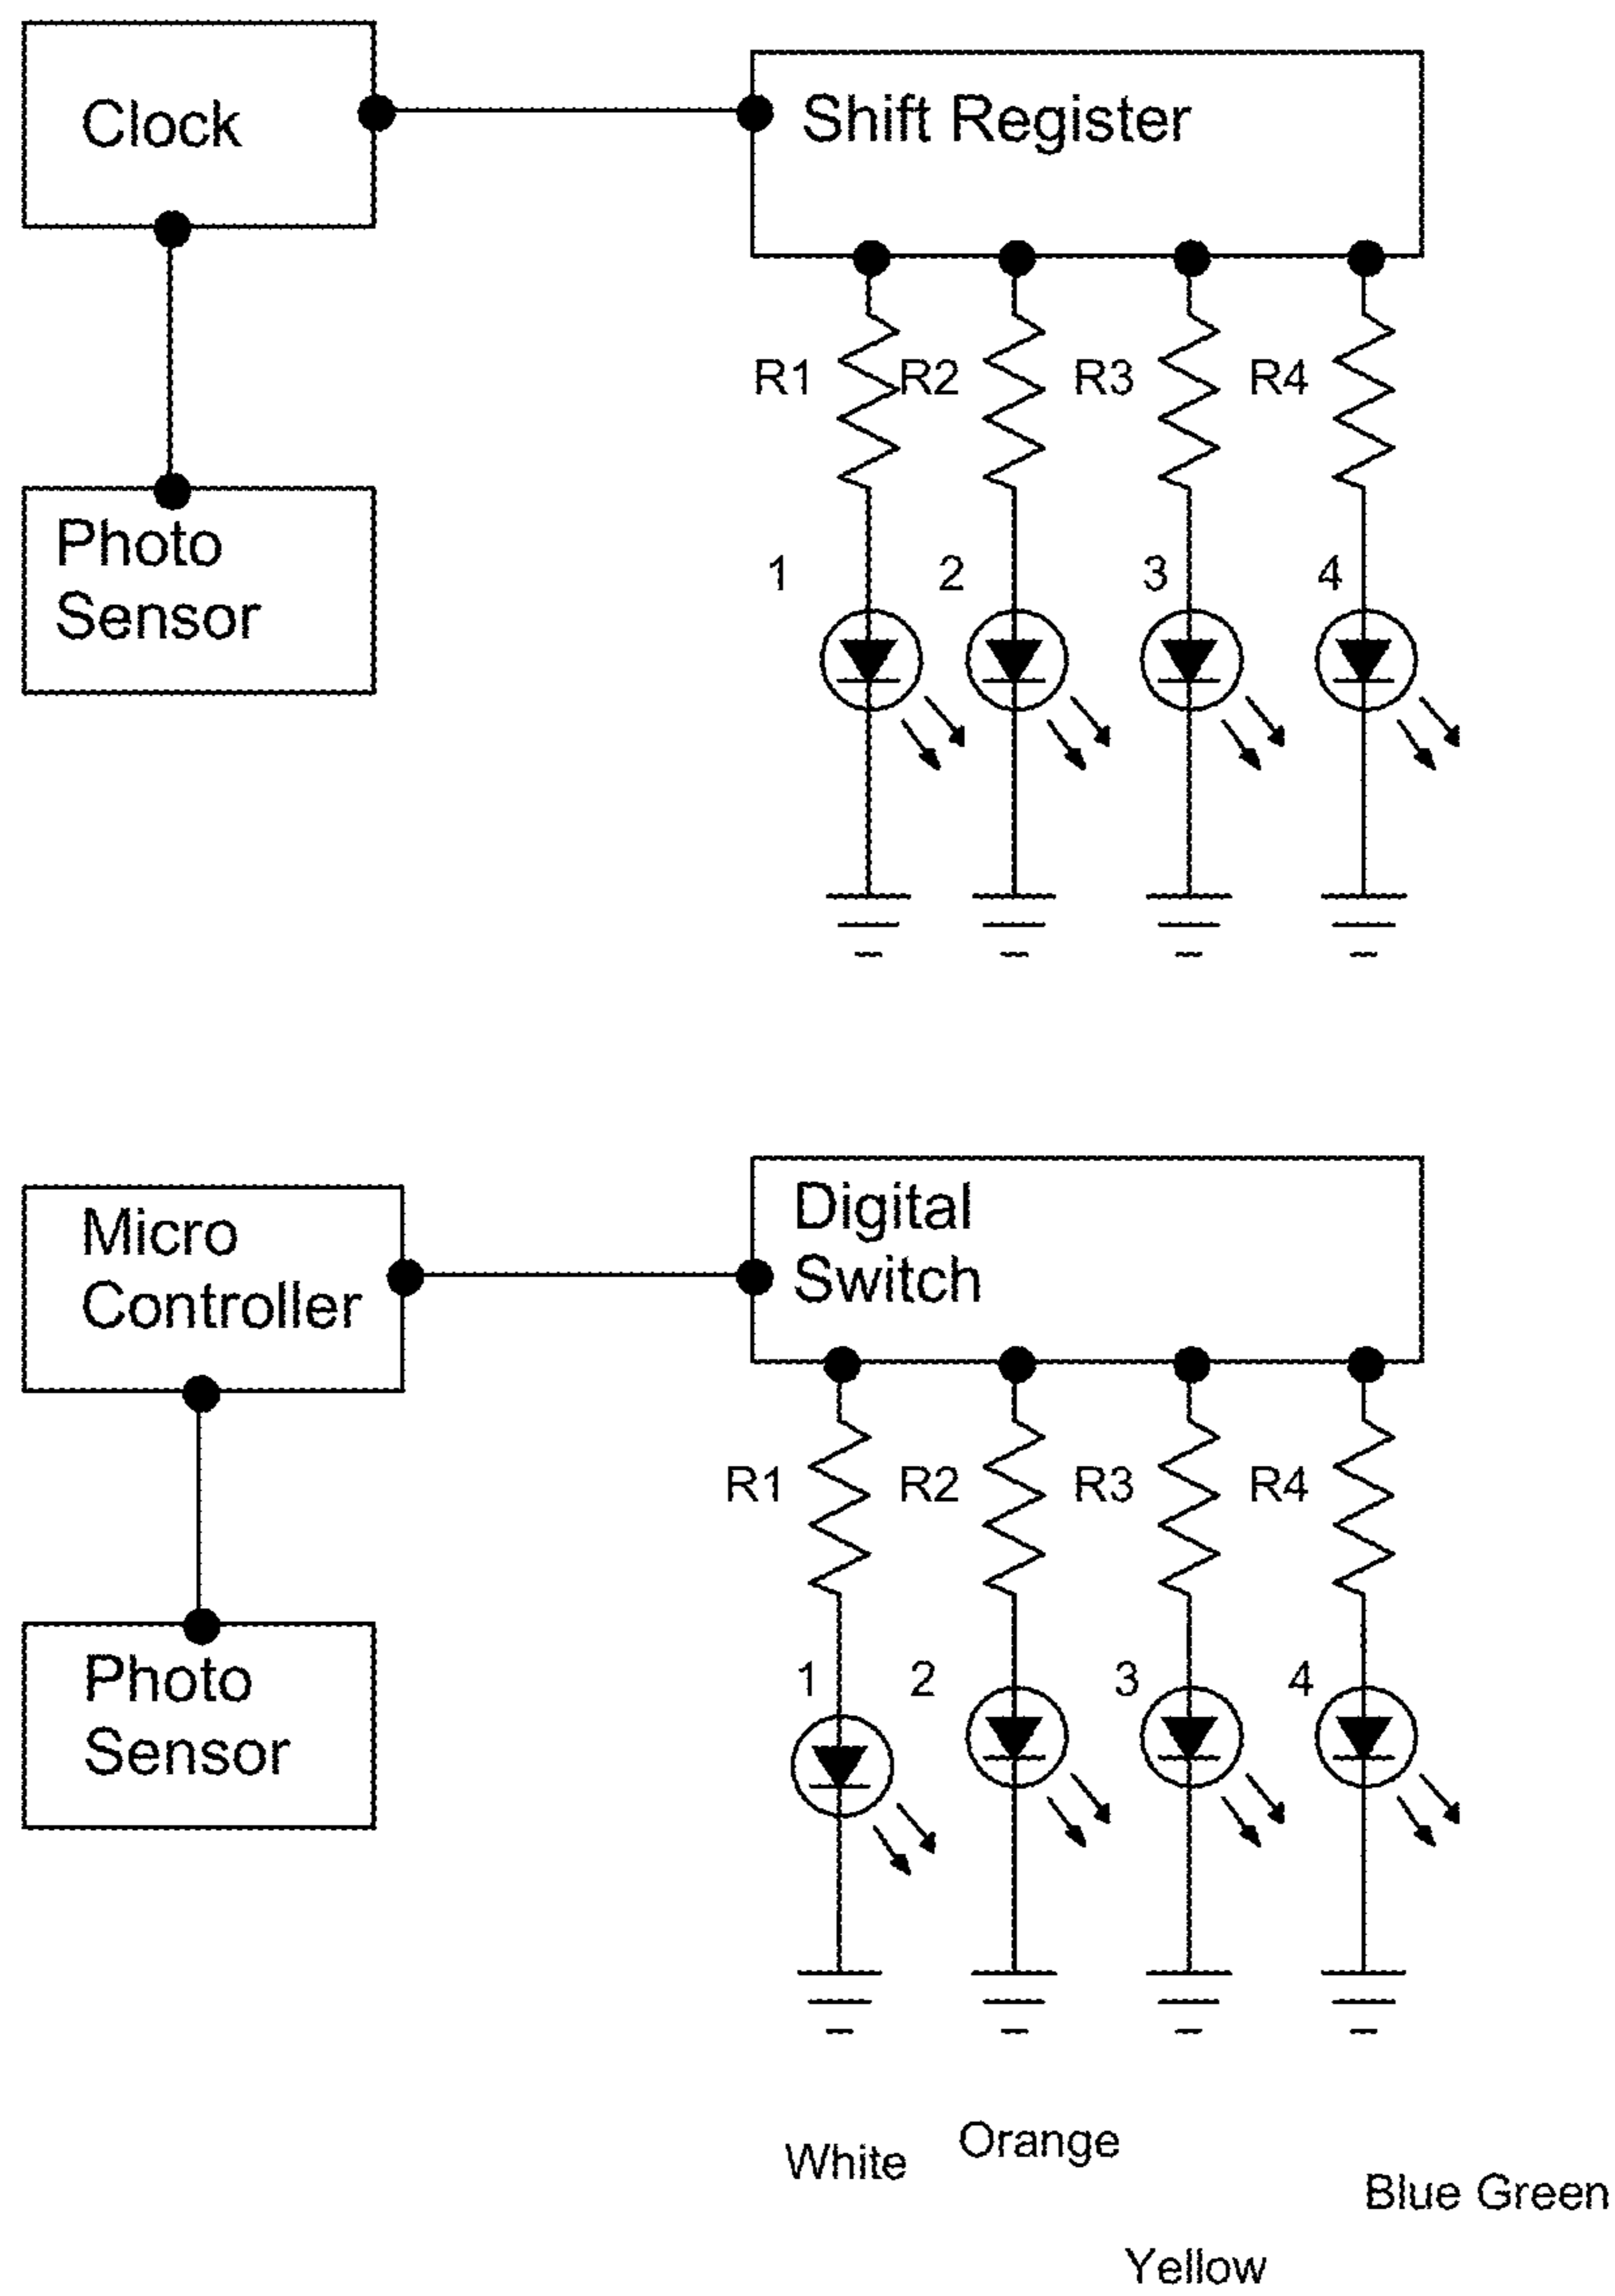 Clock
Shift Register
R1
R2
R3
R4
Photo
Sensor
1
2
3
4
Micro
Controller
Digital
Switch
R1
R2
R3
R4
Photo
Sensor
1
2
3
4
White
Orange
Blue Green
Yellow